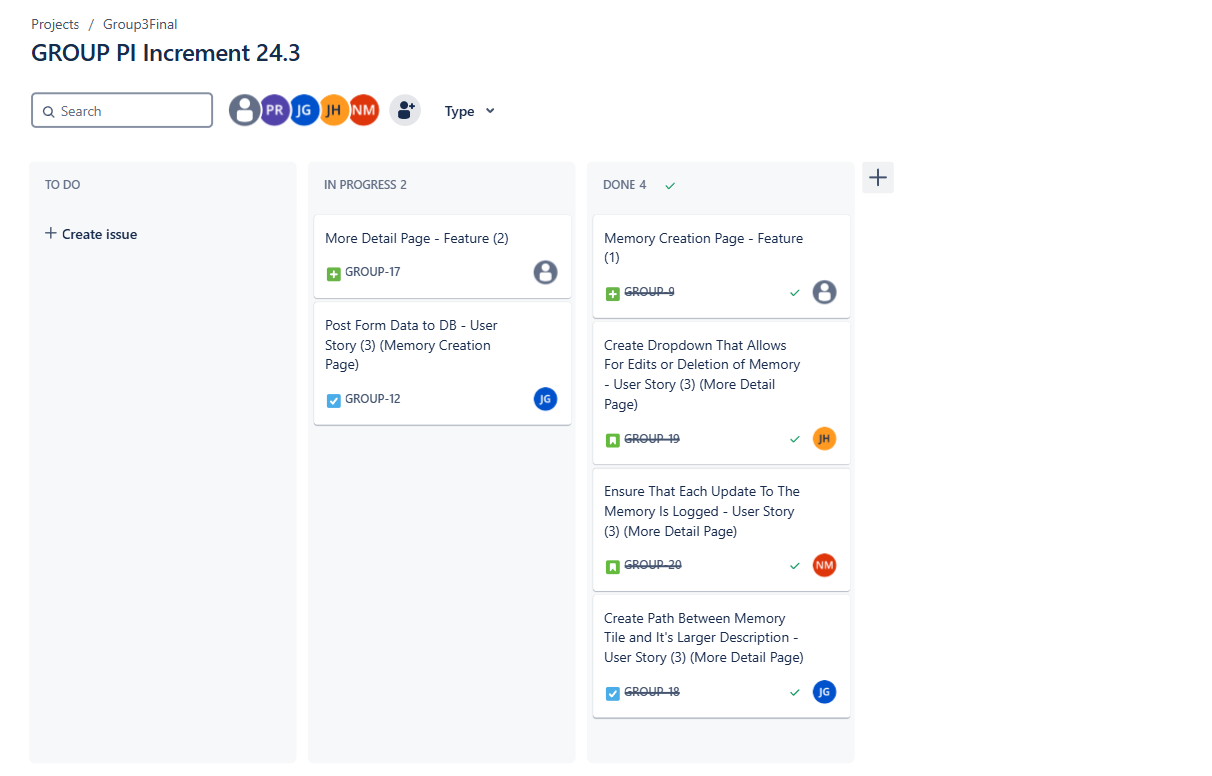 Projects / Group3Final
GROUP PI Increment 24.3
Search
PR
JG
JH
NM
Type
TO DO
Create issue
IN PROGRESS 2
More Detail Page - Feature (2)
GROUP-17
Post Form Data to DB - User
Story (3) (Memory Creation
Page)
GROUP-12
JG
DONE 4
Memory Creation Page - Feature
(1)
GROUP-9
Create Dropdown That Allows
For Edits or Deletion of Memory
- User Story (3) (More Detail
Page)
GROUP-19
JH
Ensure That Each Update To The
Memory Is Logged - User Story
(3) (More Detail Page)
GROUP-20
NM
Create Path Between Memory
Tile and It's Larger Description -
User Story (3) (More Detail Page)
GROUP-18
JG